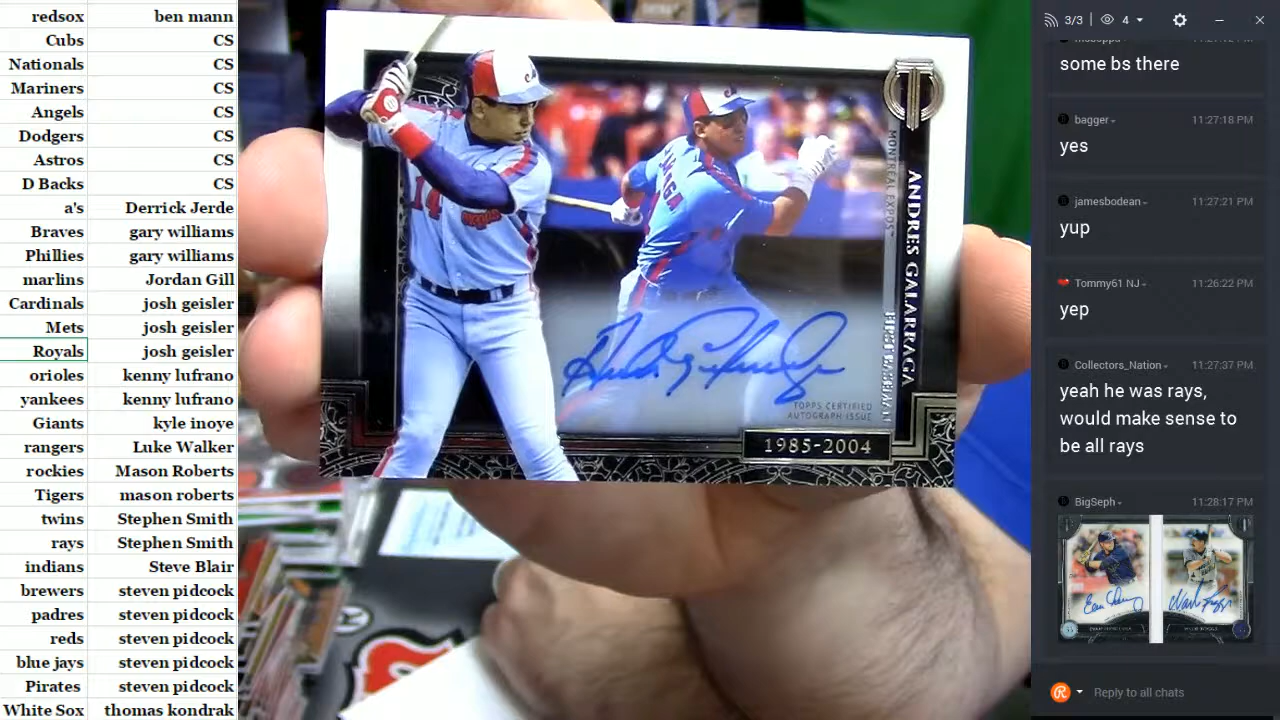 redsox ben mann
Cubs CS
Nationals CS
Mariners CS
Angels CS
Dodgers CS
Astros CS
D Backs CS
a's Derrick Jerde
Braves gary williams
Phillies gary williams
marlins Jordan Gill
Cardinals josh geisler
Mets josh geisler
Royals josh geisler
orioles kenny lufrano
yankees kenny lufrano
Giants kyle inoye
rangers Luke Walker
rockies Mason Roberts
Tigers mason roberts
twins Stephen Smith
rays Stephen Smith
indians Steve Blair
brewers steven pidcock
padres steven pidcock
reds steven pidcock
blue jays steven pidcock
Pirates steven pidcock
White Sox thomas kondrak
14
MONTREAL EXPOS™
ANDRES GALARRAGA
FIRST BASEMAN
TOPPS CERTIFIED
AUTOGRAPH ISSUE
1985-2004
3/3 4
some bs there
bagger 11:27:18 PM
yes
jamesbodean 11:27:21 PM
yup
Tommy61 NJ 11:26:22 PM
yep
Collectors_Nation 11:27:37 PM
yeah he was rays,
would make sense to
be all rays
BigSeph 11:28:17 PM
Reply to all chats